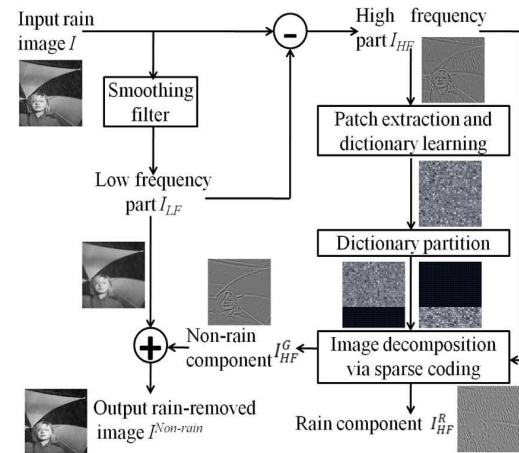 Input rain
image I
High frequency
part I_HF
-
Smoothing
filter
Patch extraction and
dictionary learning
Low frequency
part I_LF
Dictionary partition
+
Non-rain
component I_HF^G
Image decomposition
via sparse coding
Output rain-removed
image I^Non-rain
Rain component I_HF^R